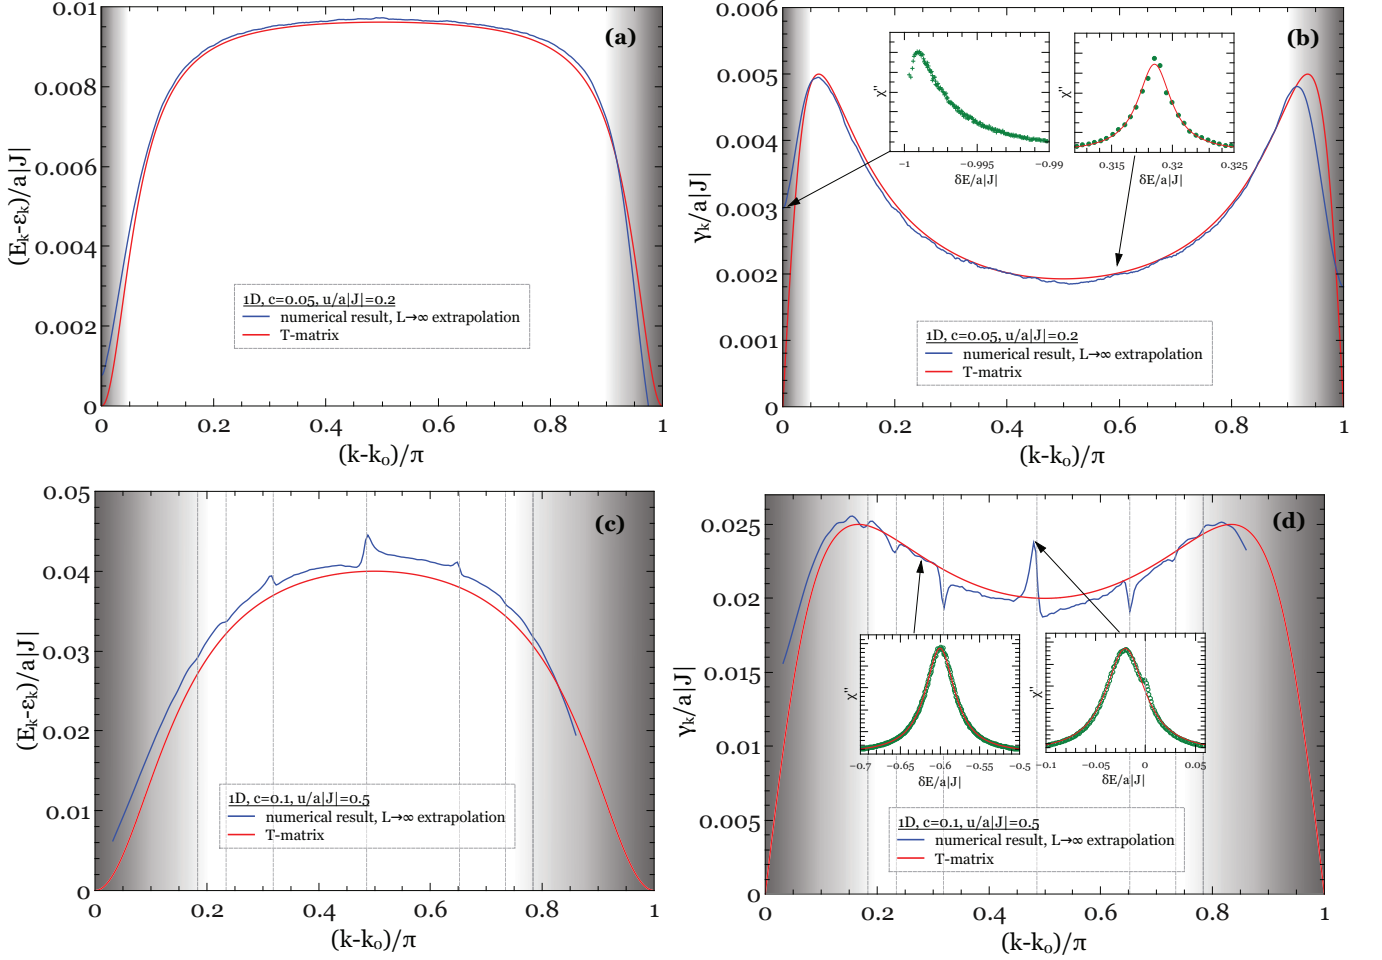 (a)
0.01
0.008
0.006
0.004
0.002
0
(E_k-ε_k)/a|J|
1D, c=0.05, u/a|J|=0.2
numerical result, L→∞ extrapolation
T-matrix
0 0.2 0.4 0.6 0.8 1
(k-k₀)/π
(b)
0.006
0.005
0.004
0.003
0.002
0.001
0
γ_k/a|J|
χ''
−1 −0.995 −0.99
δE/a|J|
χ''
0.315 0.32 0.325
δE/a|J|
1D, c=0.05, u/a|J|=0.2
numerical result, L→∞ extrapolation
T-matrix
0 0.2 0.4 0.6 0.8 1
(k-k₀)/π
(c)
0.05
0.04
0.03
0.02
0.01
0
(E_k-ε_k)/a|J|
1D, c=0.1, u/a|J|=0.5
numerical result, L→∞ extrapolation
T-matrix
0 0.2 0.4 0.6 0.8 1
(k-k₀)/π
(d)
0.025
0.02
0.015
0.01
0.005
0
γ_k/a|J|
χ''
−0.7 −0.65 −0.6 −0.55 −0.5
δE/a|J|
χ''
−0.1 −0.05 0 0.05
δE/a|J|
1D, c=0.1, u/a|J|=0.5
numerical result, L→∞ extrapolation
T-matrix
0 0.2 0.4 0.6 0.8 1
(k-k₀)/π